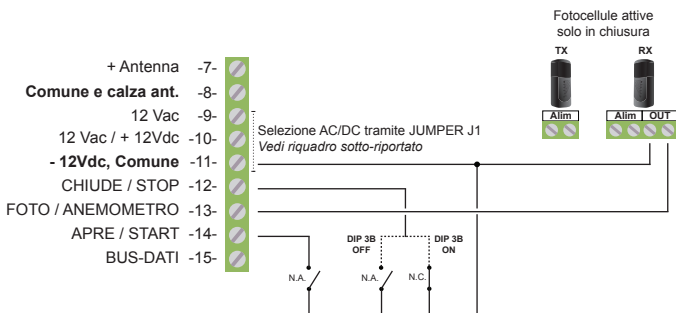 Fotocellule attive
solo in chiusura
TX RX
+ Antenna -7-
Comune e calza ant. -8-
12 Vac -9-
12 Vac / + 12Vdc -10-
- 12Vdc, Comune -11-
CHIUDE / STOP -12-
FOTO / ANEMOMETRO -13-
APRE / START -14-
BUS-DATI -15-
Selezione AC/DC tramite JUMPER J1
Vedi riquadro sotto-riportato
Alim Alim OUT
DIP 3B
OFF
DIP 3B
ON
N.A. N.A. N.C.